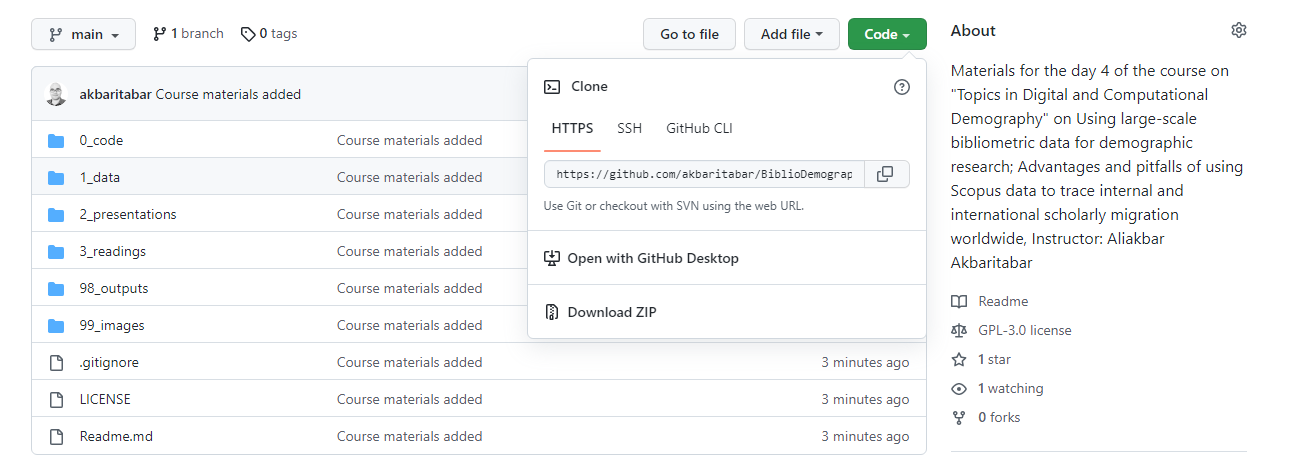 main
1 branch
0 tags
Go to file
Add file
Code
akbaritabar Course materials added
0_code Course materials added
1_data Course materials added
2_presentations Course materials added
3_readings Course materials added
98_outputs Course materials added
99_images Course materials added
.gitignore Course materials added 3 minutes ago
LICENSE Course materials added 3 minutes ago
Readme.md Course materials added 3 minutes ago
Clone
HTTPS SSH GitHub CLI
https://github.com/akbaritabar/BiblioDemograp
Use Git or checkout with SVN using the web URL.
Open with GitHub Desktop
Download ZIP
About
Materials for the day 4 of the course on
"Topics in Digital and Computational
Demography" on Using large-scale
bibliometric data for demographic
research; Advantages and pitfalls of using
Scopus data to trace internal and
international scholarly migration
worldwide, Instructor: Aliakbar
Akbaritabar
Readme
GPL-3.0 license
1 star
1 watching
0 forks